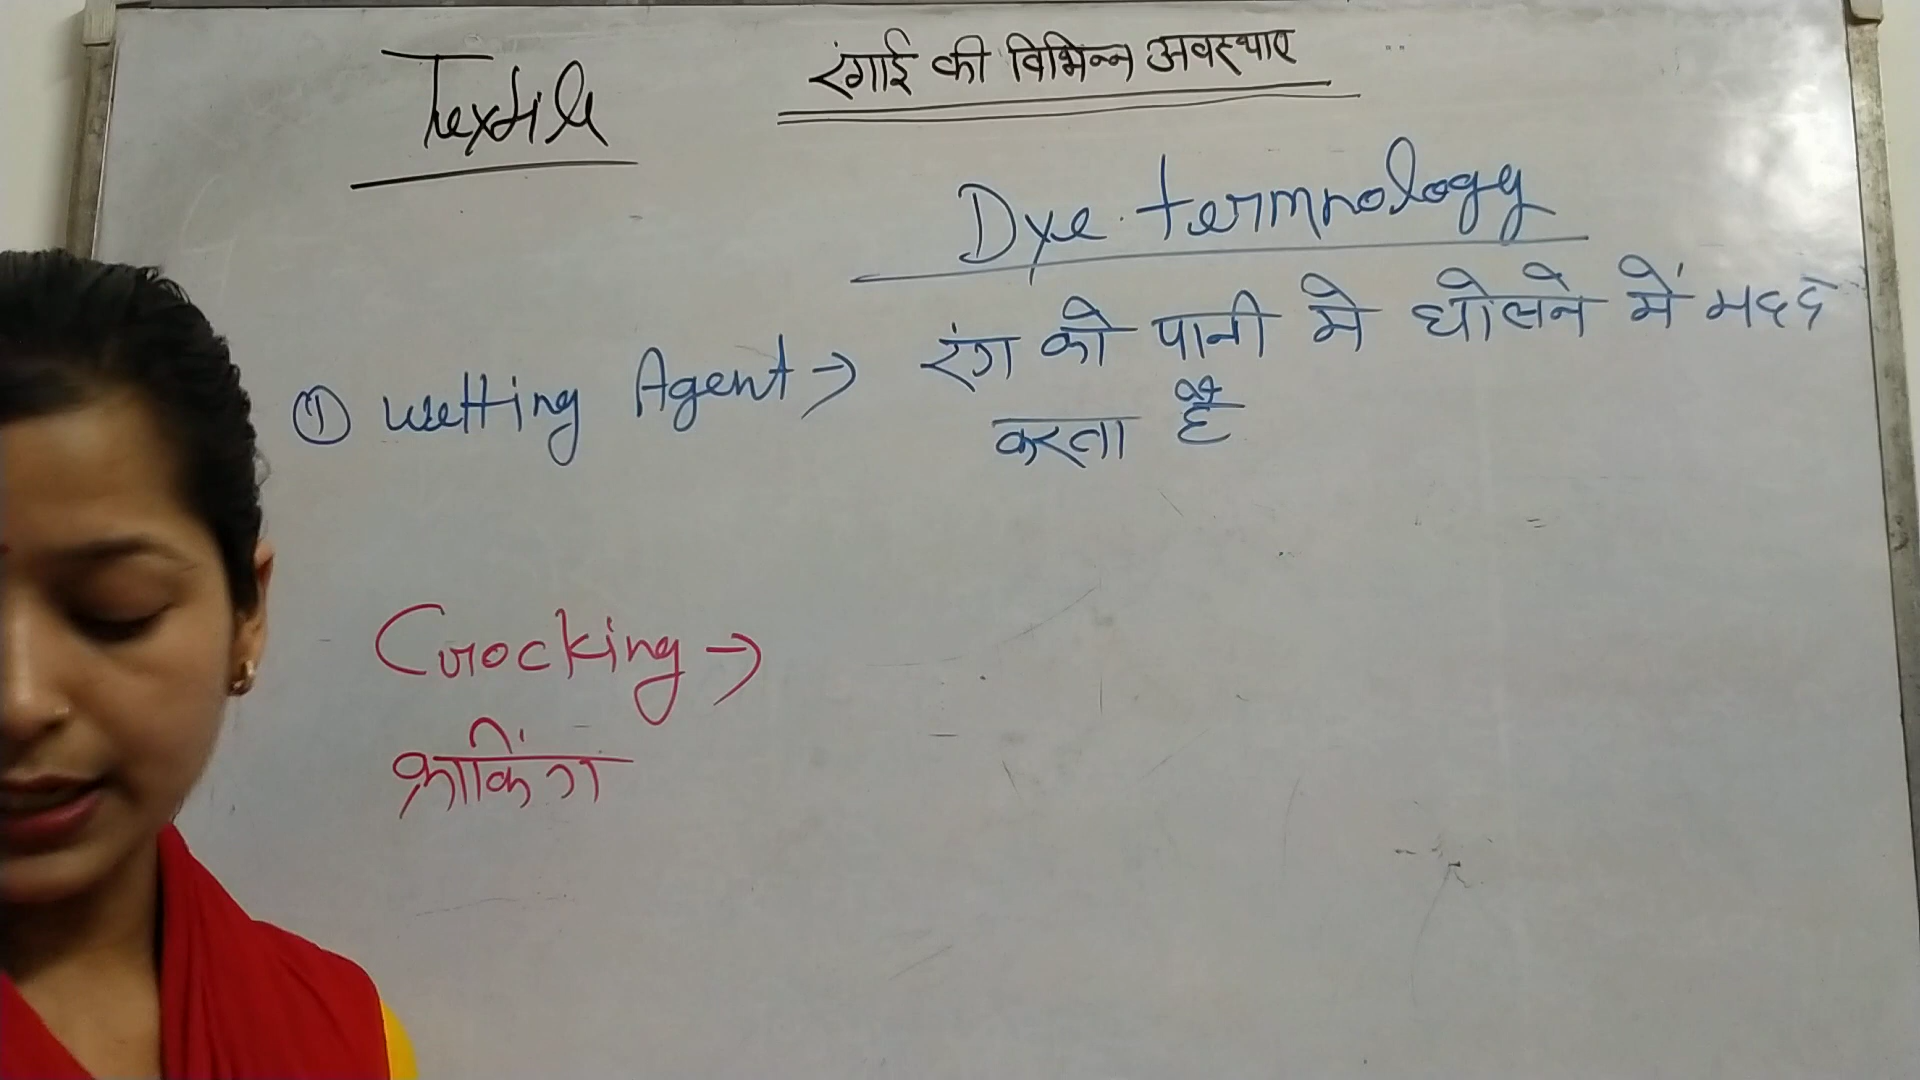 Textile
रंगाई की विभिन्न अवस्थाए
Dye termnology
① Wetting Agent → रंग को पानी मे घोलने में मदद
करता है
Crocking →
क्राकिंग